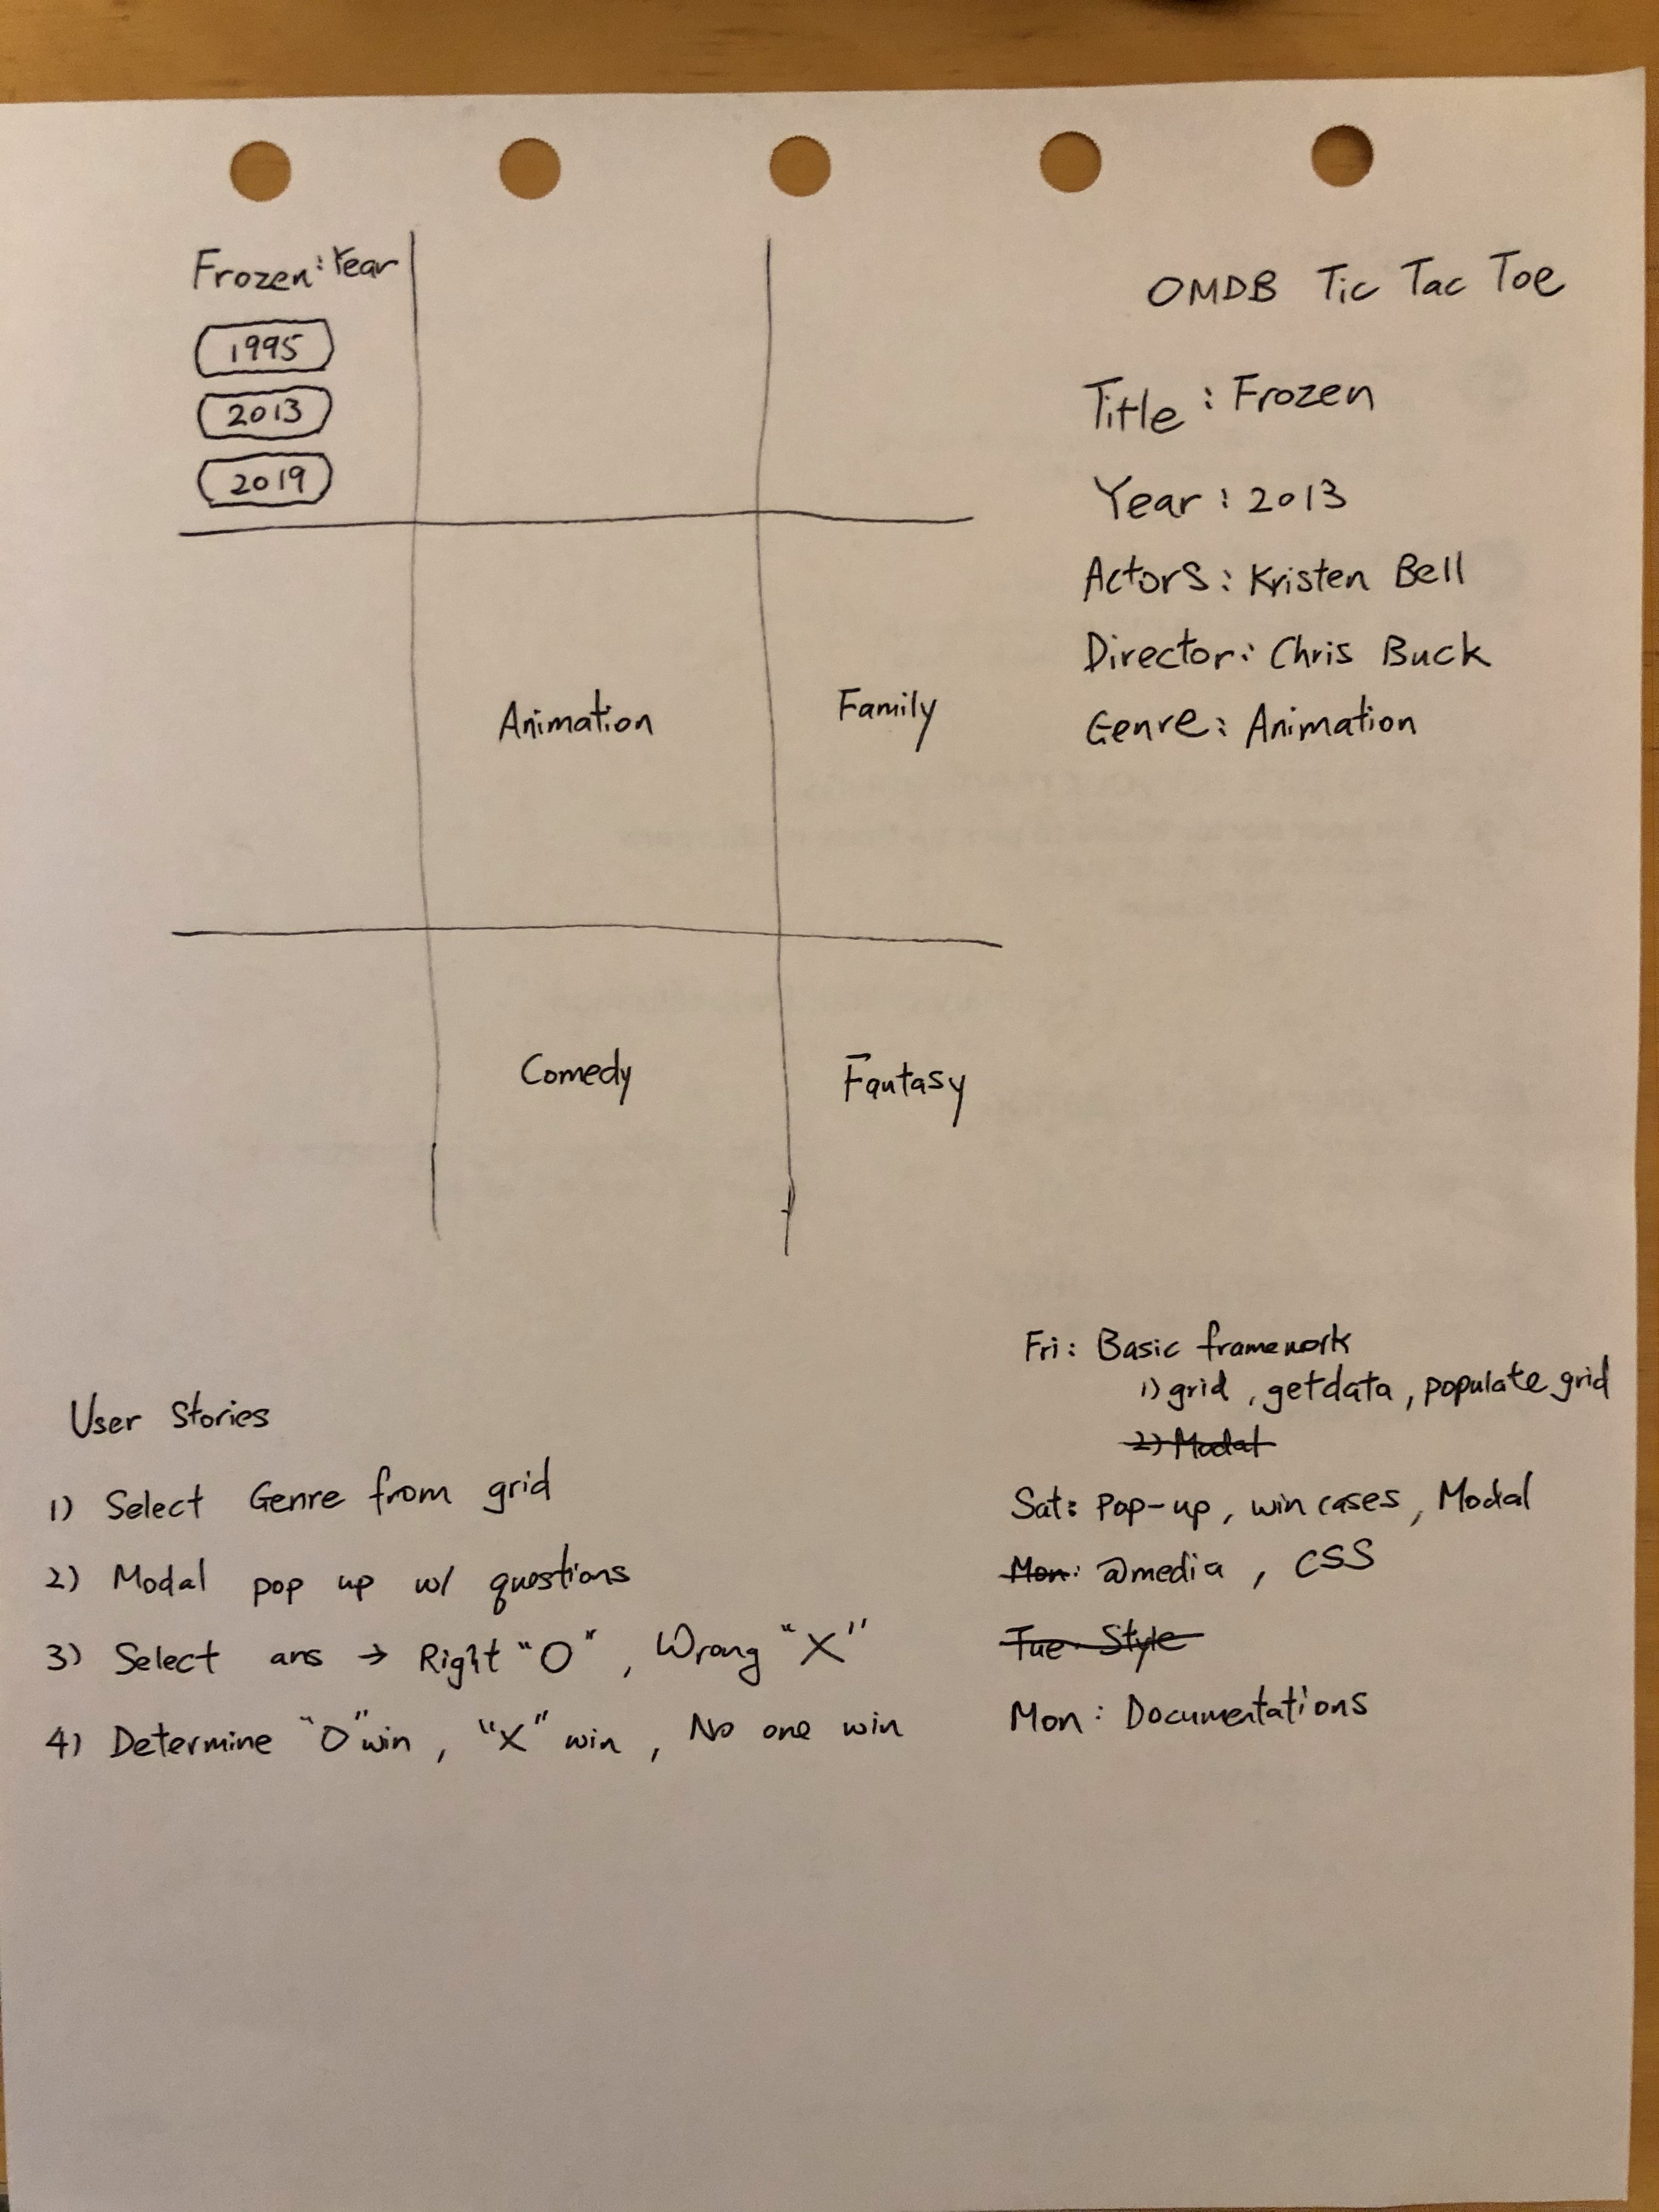 Frozen: Year
1995
2013
2019
Animation
Family
Comedy
Fantasy
OMDB Tic Tac Toe
Title: Frozen
Year: 2013
Actors: Kristen Bell
Director: Chris Buck
Genre: Animation
User Stories
1) Select Genre from grid
2) Modal pop up w/ questions
3) Select ans → Right "O", Wrong "X"
4) Determine "O" win, "X" win, No one win
Fri: Basic framework
1) grid, getdata, populate grid
2) Modal
Sat: Pop-up, win cases, Modal
Mon: @media, CSS
Tue: Style
Mon: Documentations